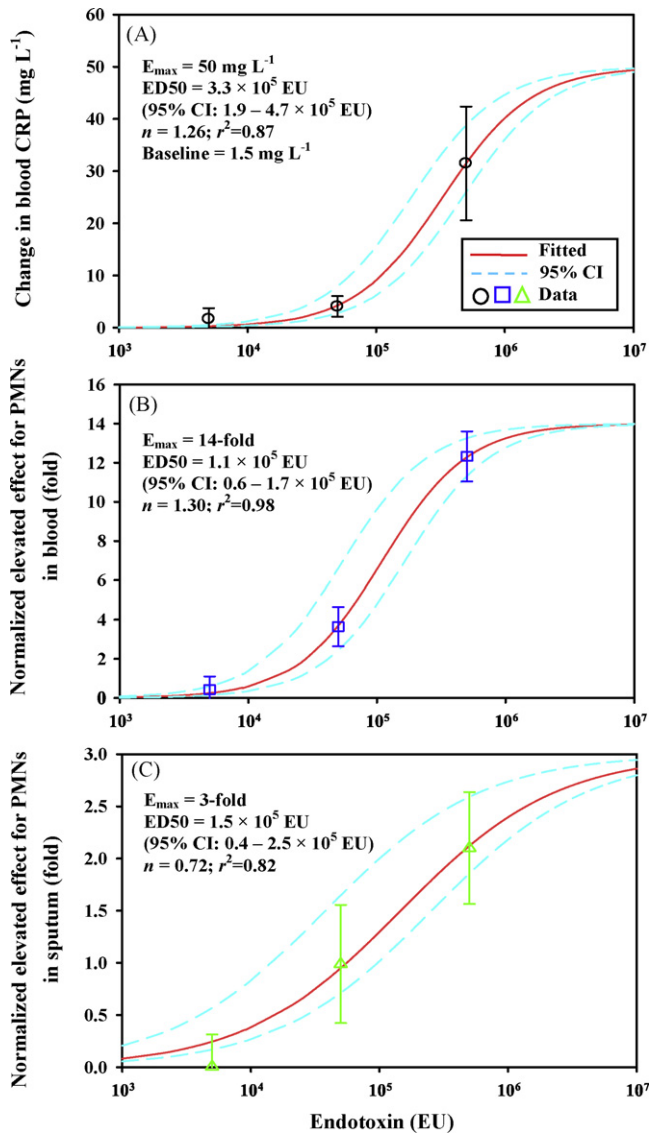 (A)
E_max = 50 mg L⁻¹
ED50 = 3.3 × 10⁵ EU
(95% CI: 1.9 – 4.7 × 10⁵ EU)
n = 1.26; r²=0.87
Baseline = 1.5 mg L⁻¹
Change in blood CRP (mg L⁻¹)
60
50
40
30
20
10
0
Fitted
95% CI
Data
10³ 10⁴ 10⁵ 10⁶ 10⁷
(B)
E_max = 14-fold
ED50 = 1.1 × 10⁵ EU
(95% CI: 0.6 – 1.7 × 10⁵ EU)
n = 1.30; r²=0.98
Normalized elevated effect for PMNs
in blood (fold)
16
14
12
10
8
6
4
2
0
10³ 10⁴ 10⁵ 10⁶ 10⁷
(C)
E_max = 3-fold
ED50 = 1.5 × 10⁵ EU
(95% CI: 0.4 – 2.5 × 10⁵ EU)
n = 0.72; r²=0.82
Normalized elevated effect for PMNs
in sputum (fold)
3.0
2.5
2.0
1.5
1.0
0.5
0.0
10³ 10⁴ 10⁵ 10⁶ 10⁷
Endotoxin (EU)